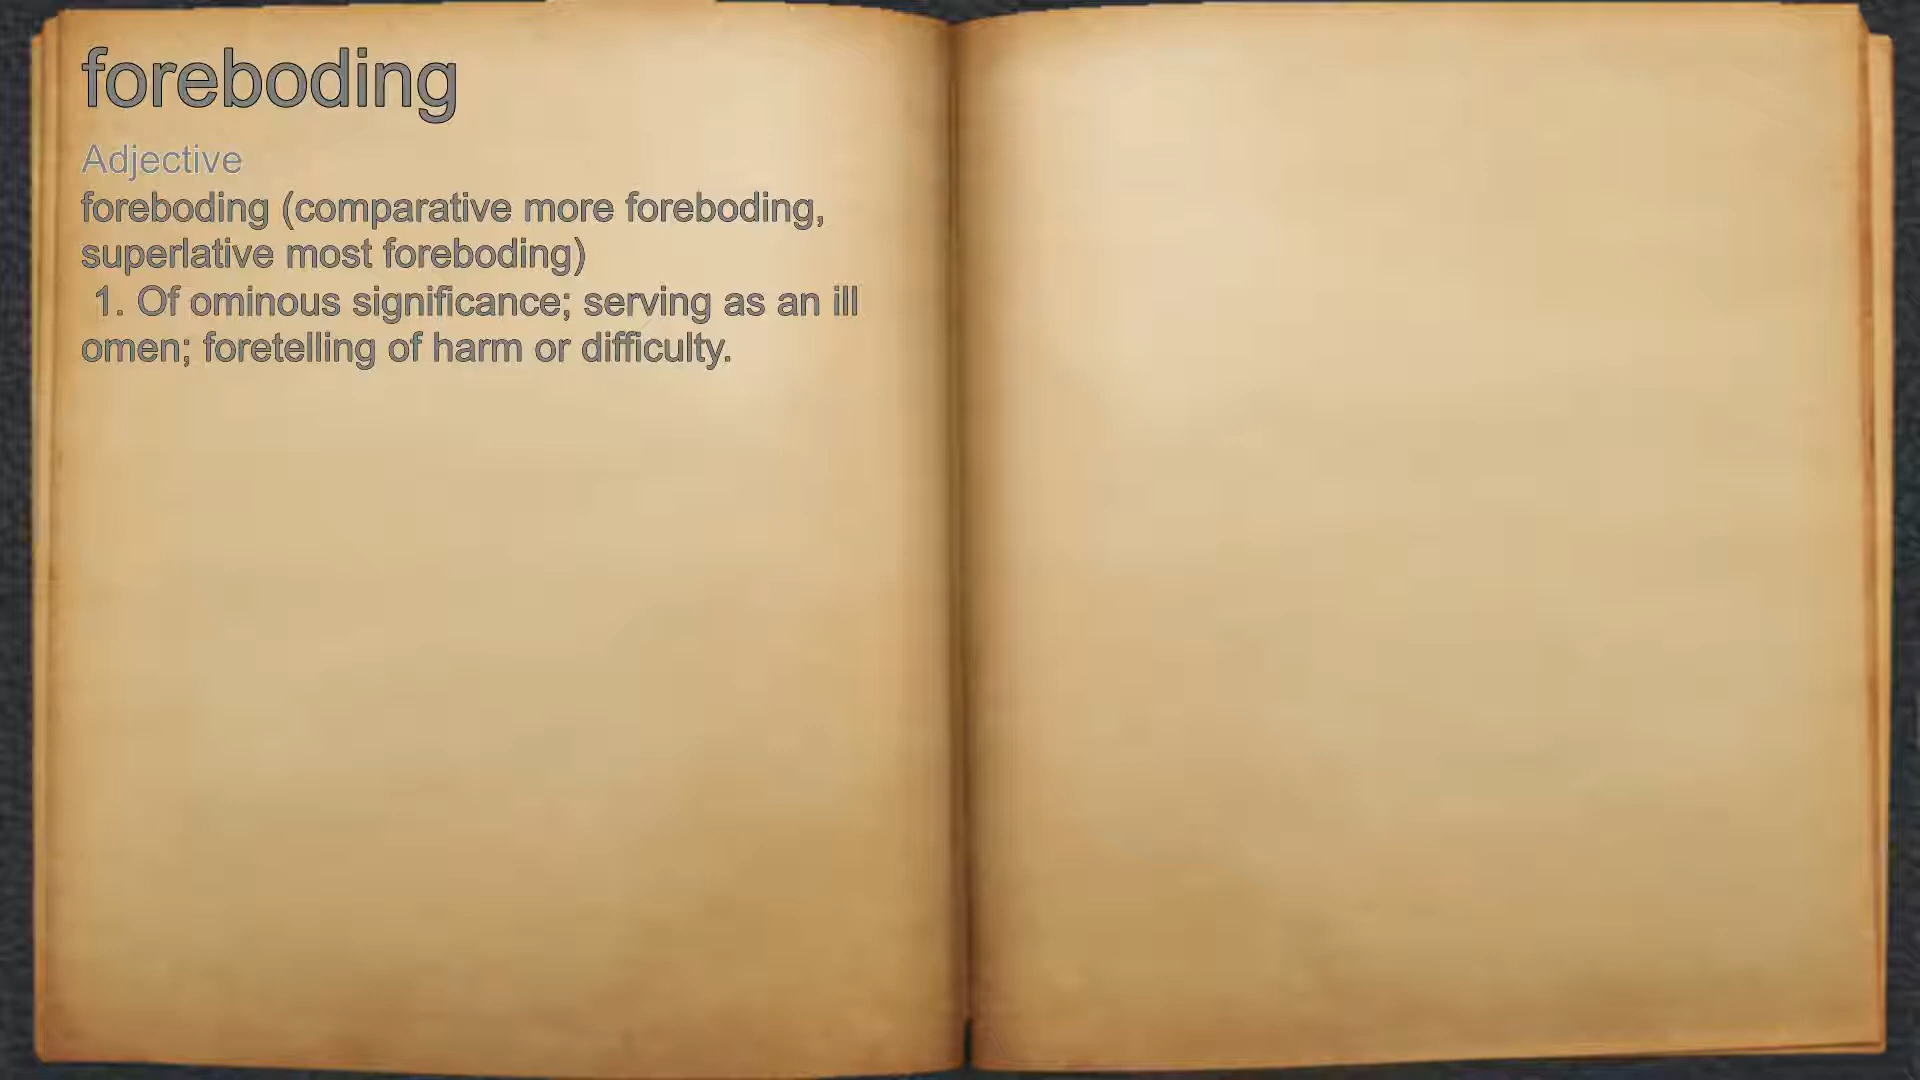 foreboding
Adjective
foreboding (comparative more foreboding,
superlative most foreboding)
1. Of ominous significance; serving as an ill
omen; foretelling of harm or difficulty.